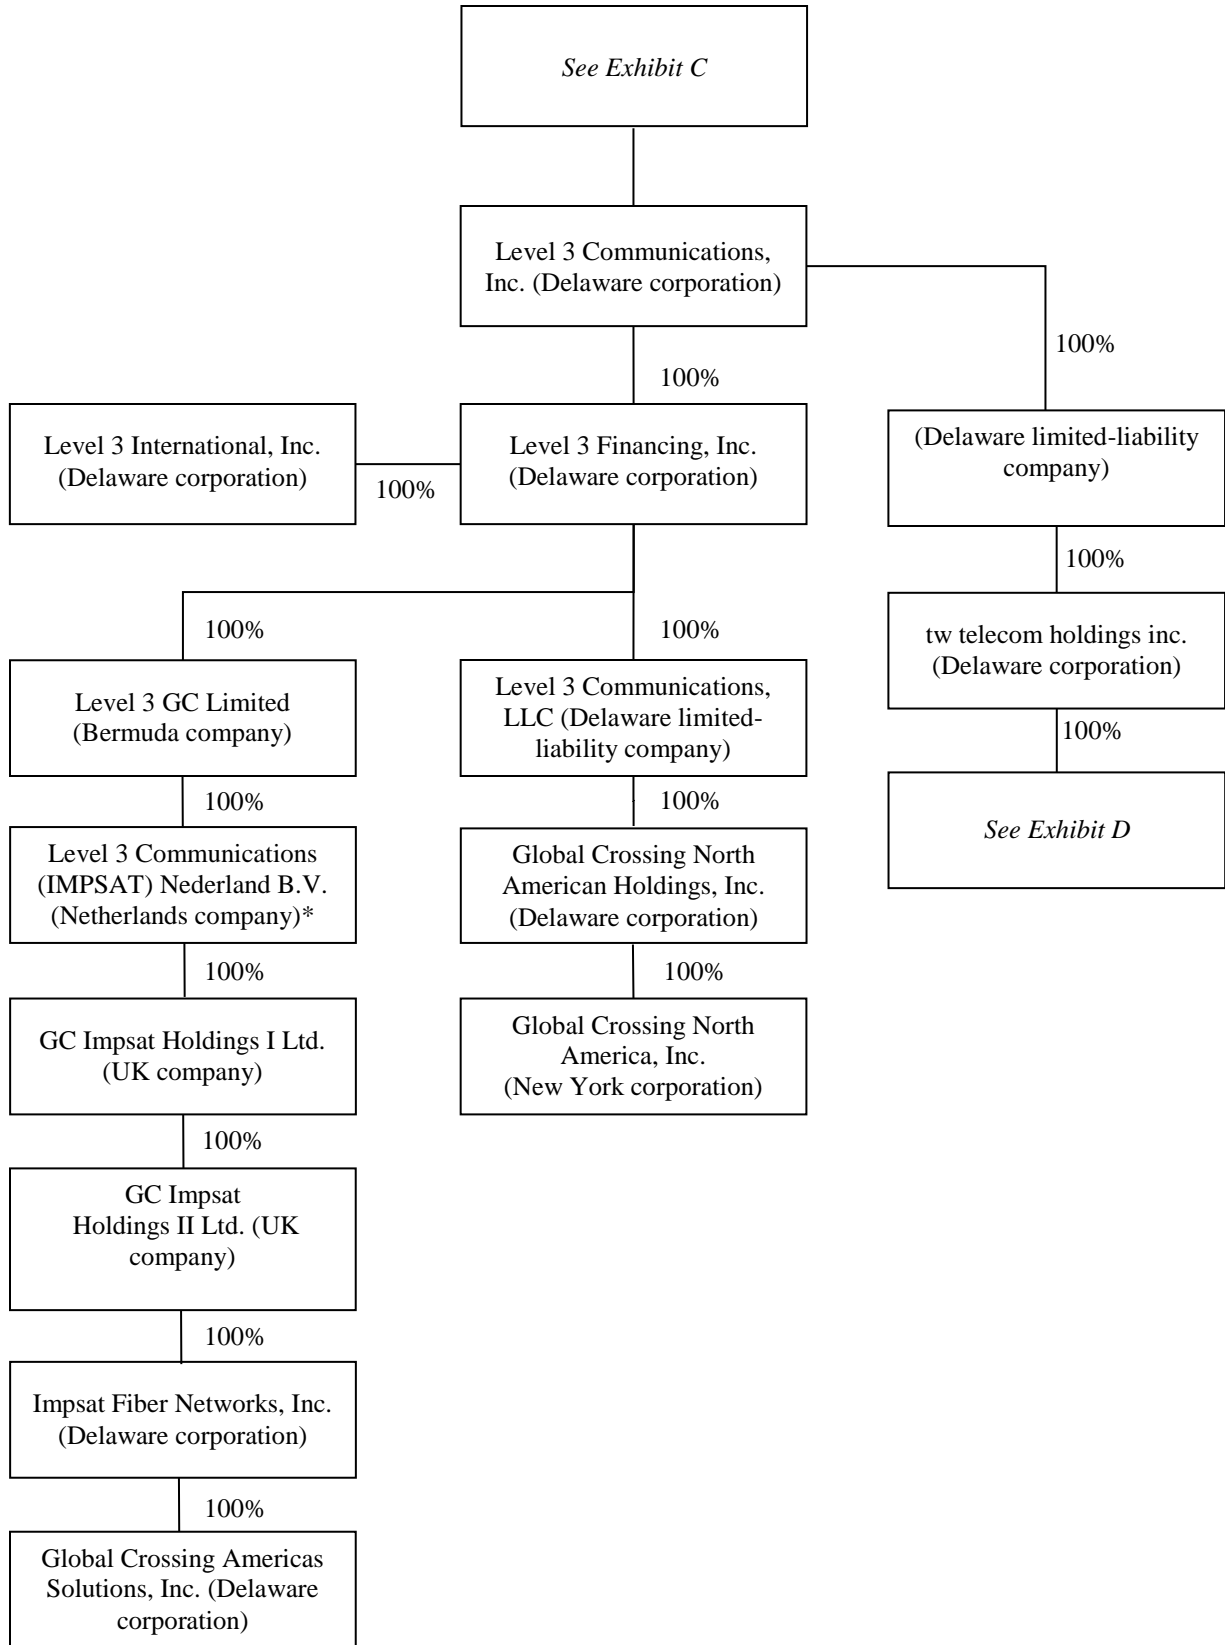 See Exhibit C
Level 3 Communications,
Inc. (Delaware corporation)
100%
100%
Level 3 International, Inc.
(Delaware corporation)
100%
Level 3 Financing, Inc.
(Delaware corporation)
(Delaware limited-liability
company)
100%
100%
100%
tw telecom holdings inc.
(Delaware corporation)
Level 3 GC Limited
(Bermuda company)
Level 3 Communications,
LLC (Delaware limited-
liability company)
100%
100%
100%
See Exhibit D
Level 3 Communications
(IMPSAT) Nederland B.V.
(Netherlands company)*
Global Crossing North
American Holdings, Inc.
(Delaware corporation)
100%
100%
GC Impsat Holdings I Ltd.
(UK company)
Global Crossing North
America, Inc.
(New York corporation)
100%
GC Impsat
Holdings II Ltd. (UK
company)
100%
Impsat Fiber Networks, Inc.
(Delaware corporation)
100%
Global Crossing Americas
Solutions, Inc. (Delaware
corporation)